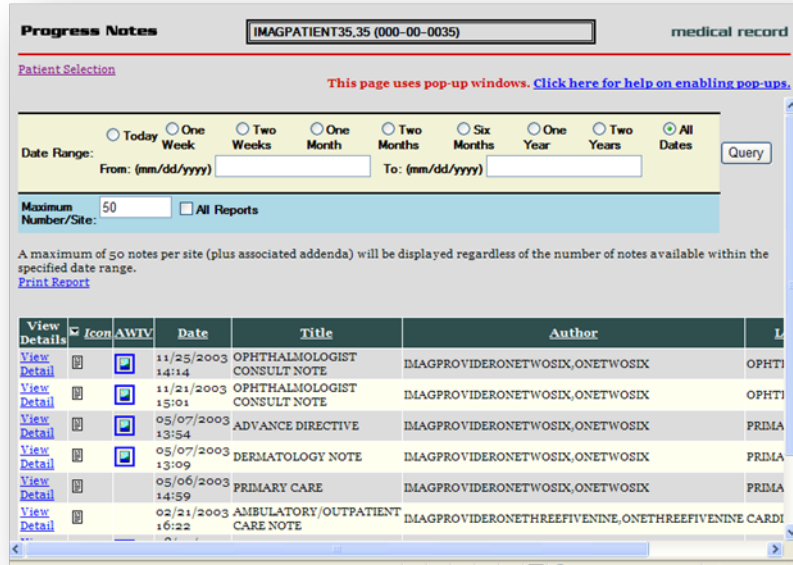 Progress Notes IMAGPATIENT35,35 (000-00-0035) medical record
Patient Selection
This page uses pop-up windows. Click here for help on enabling pop-ups.
Date Range: Today One Week Two Weeks One Month Two Months Six Months One Year Two Years All Dates
From: (mm/dd/yyyy) To: (mm/dd/yyyy) Query
Maximum Number/Site: 50 All Reports
A maximum of 50 notes per site (plus associated addenda) will be displayed regardless of the number of notes available within the
specified date range.
Print Report
View Details Icon AWIV Date Title Author L
View Detail 11/25/2003 14:14 OPHTHALMOLOGIST CONSULT NOTE IMAGPROVIDERONETWOSIX,ONETWOSIX OPHTH
View Detail 11/21/2003 15:01 OPHTHALMOLOGIST CONSULT NOTE IMAGPROVIDERONETWOSIX,ONETWOSIX OPHTH
View Detail 05/07/2003 13:54 ADVANCE DIRECTIVE IMAGPROVIDERONETWOSIX,ONETWOSIX PRIMA
View Detail 05/07/2003 13:09 DERMATOLOGY NOTE IMAGPROVIDERONETWOSIX,ONETWOSIX PRIMA
View Detail 05/06/2003 14:59 PRIMARY CARE IMAGPROVIDERONETWOSIX,ONETWOSIX PRIMA
View Detail 02/21/2003 16:22 AMBULATORY/OUTPATIENT CARE NOTE IMAGPROVIDERONETHREEFIVENINE,ONETHREEFIVENINE CARDI